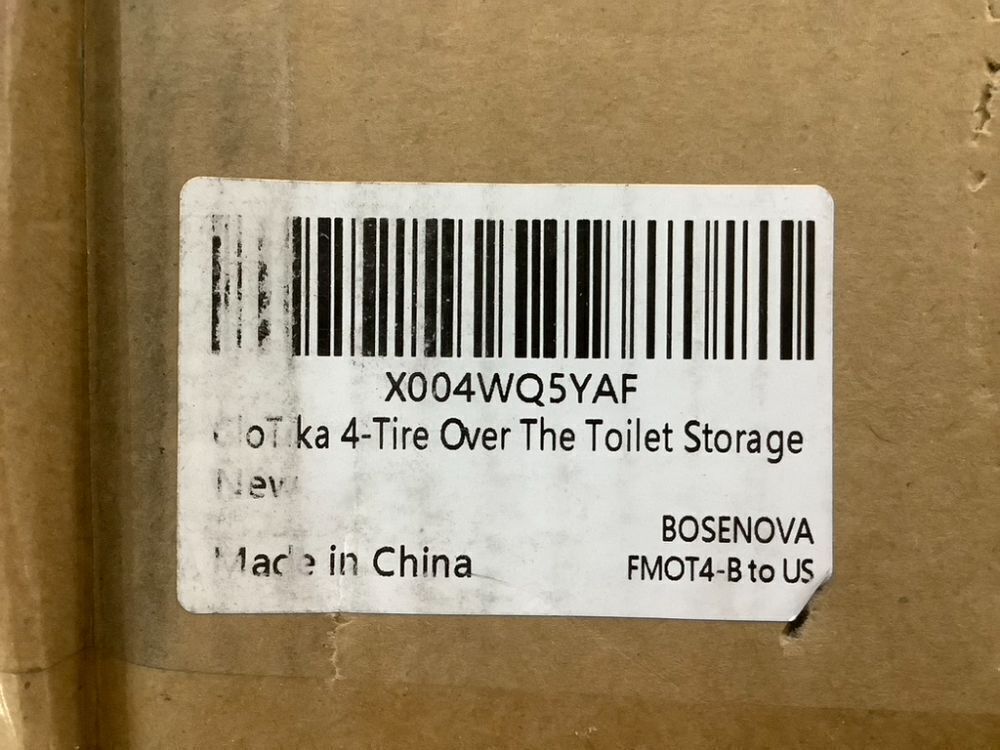 X004WQ5YAF
4-Tire Over The Toilet Storage
New
Made in China
BOSENOVA
FMOT4-B to US